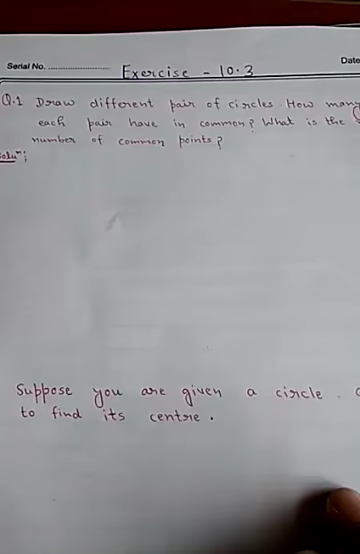 Serial No. .......................... Date
Exercise - 10.3
Q.1 Draw different pair of circles. How many
each pair have in common? What is the
number of common points?
Soluⁿ;
Suppose you are given a circle.
to find its centre.